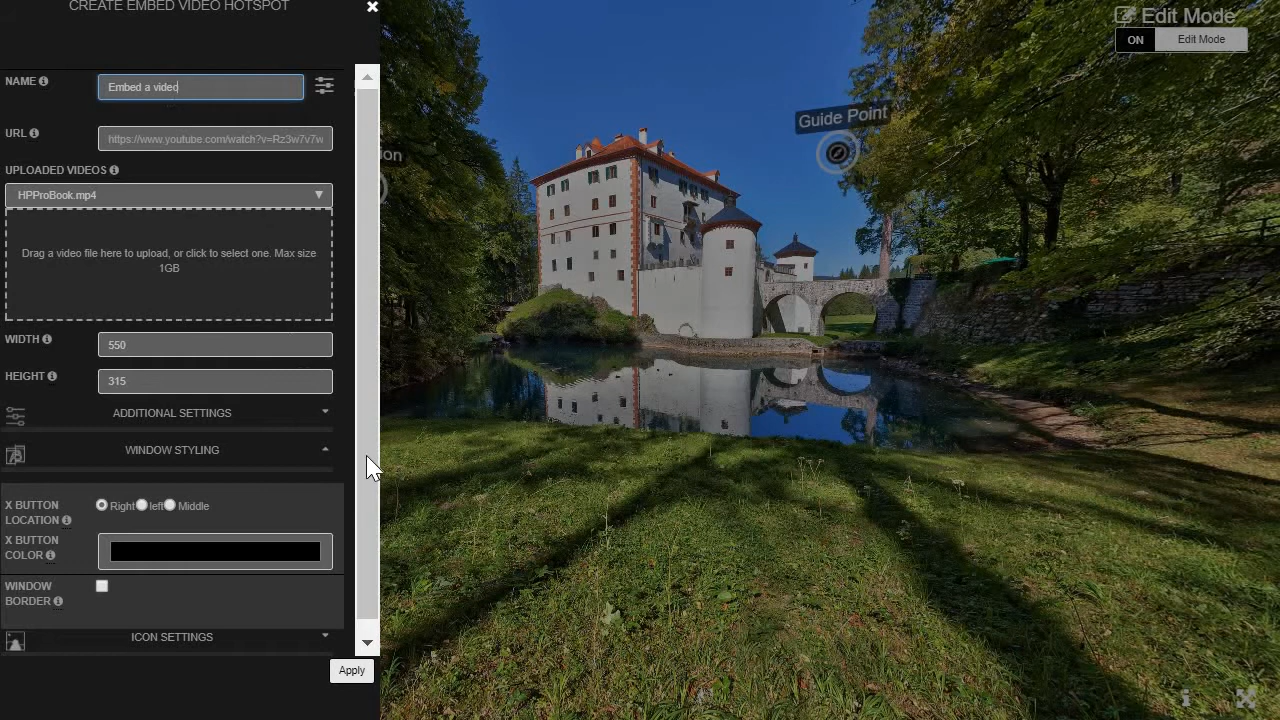 CREATE EMBED VIDEO HOTSPOT
Edit Mode
ON Edit Mode
NAME
Embed a video
URL
https://www.youtube.com/watch?v=Rz3w7v7w
UPLOADED VIDEOS
HPProBook.mp4
Drag a video file here to upload, or click to select one. Max size
1GB
WIDTH
550
HEIGHT
315
ADDITIONAL SETTINGS
WINDOW STYLING
X BUTTON
LOCATION
Right left Middle
X BUTTON
COLOR
WINDOW
BORDER
ICON SETTINGS
Apply
ion
Guide Point